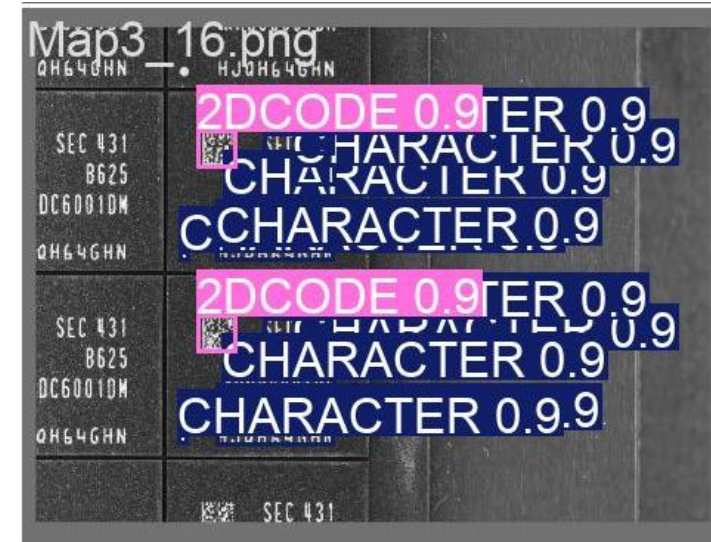 Map3_16.png
QH64GHN HJQH64GHN
2DCODE 0.9 TER 0.9
SEC 431 CHARACTER 0.9
B625 CHARACTER 0.9
DC6001DM
C CHARACTER 0.9
QH64GHN
2DCODE 0.9 TER 0.9
SEC 431 0.9
B625 CHARACTER 0.9
DC6001DM
CHARACTER 0.9 .9
QH64GHN
SEC 431